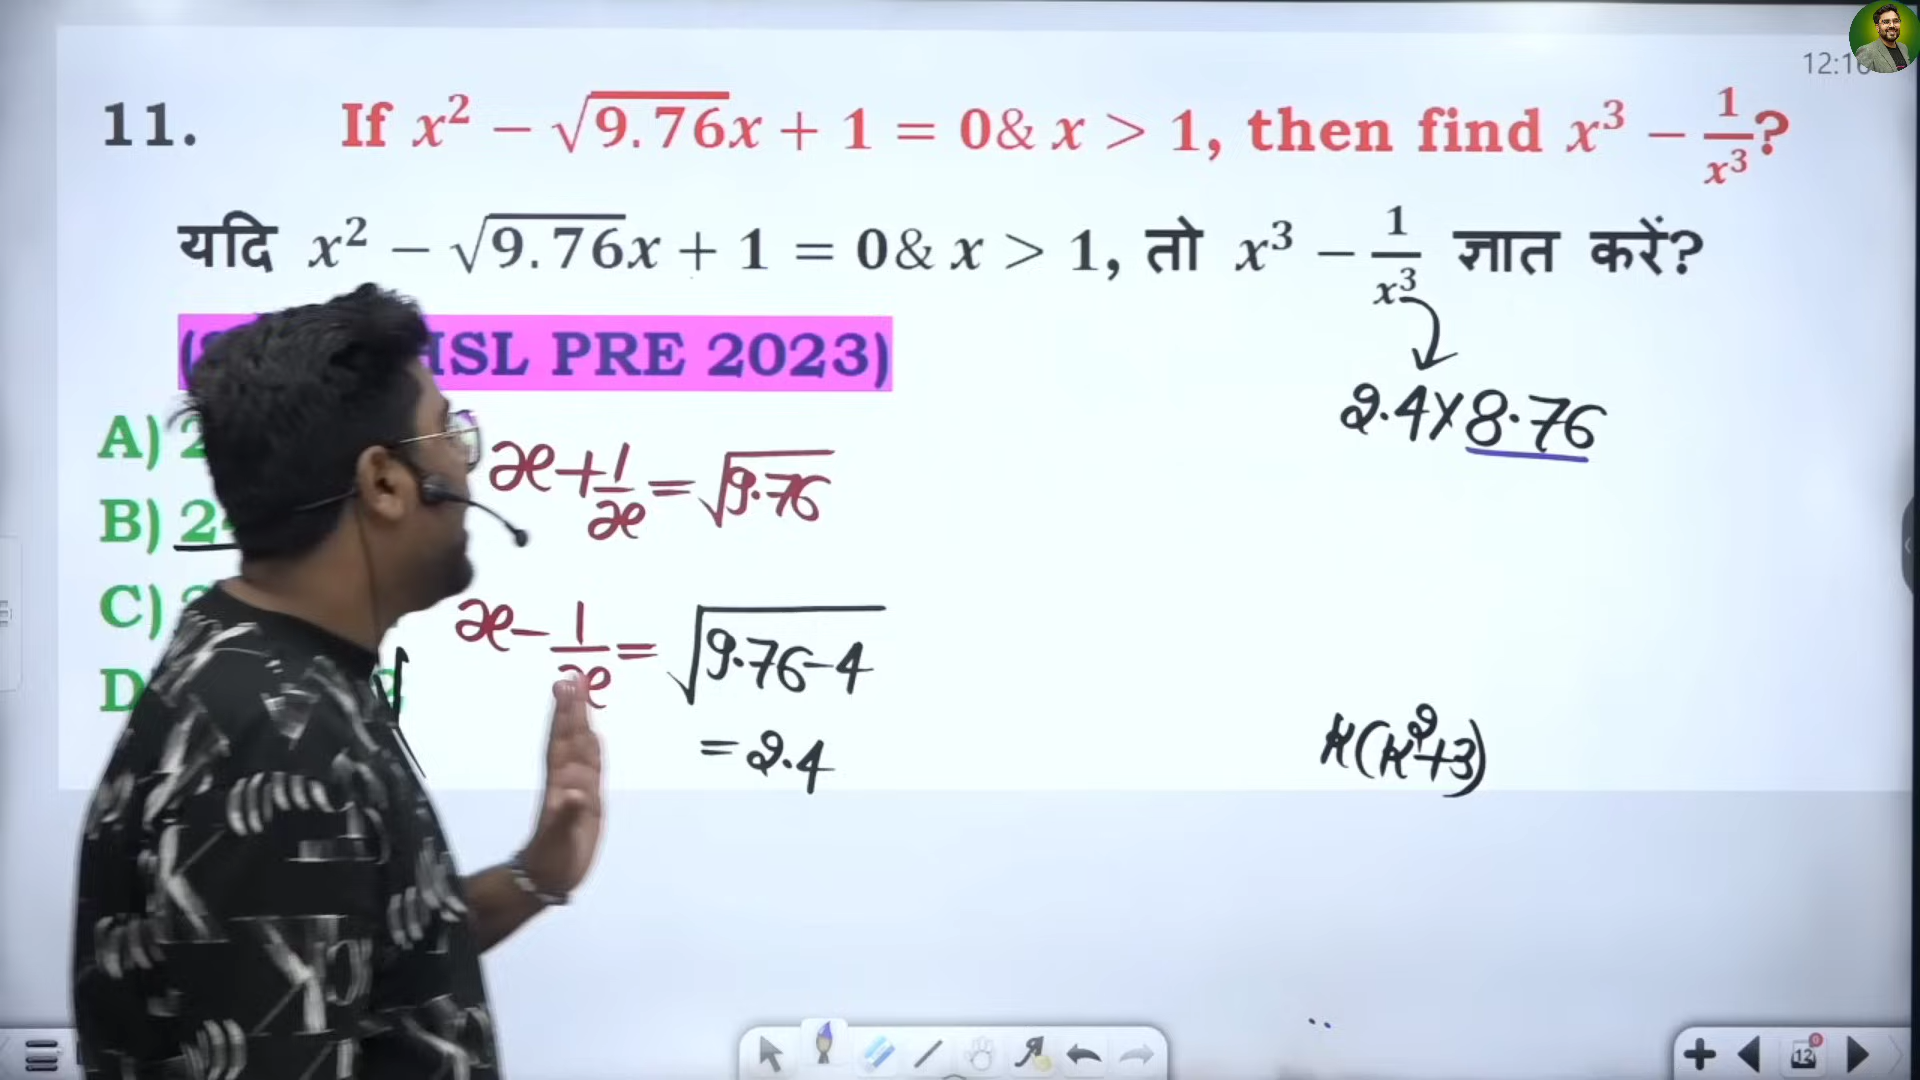 11. If x² − √9.76x + 1 = 0& x > 1, then find x³ − 1/x³?
यदि x² − √9.76x + 1 = 0& x > 1, तो x³ − 1/x³ ज्ञात करें?
HSL PRE 2023)
2.4×8.76
A)
x+1/x=√9.76
B)
C)
x−1/x=√9.76−4
D
=2.4
k(k²+3)
12